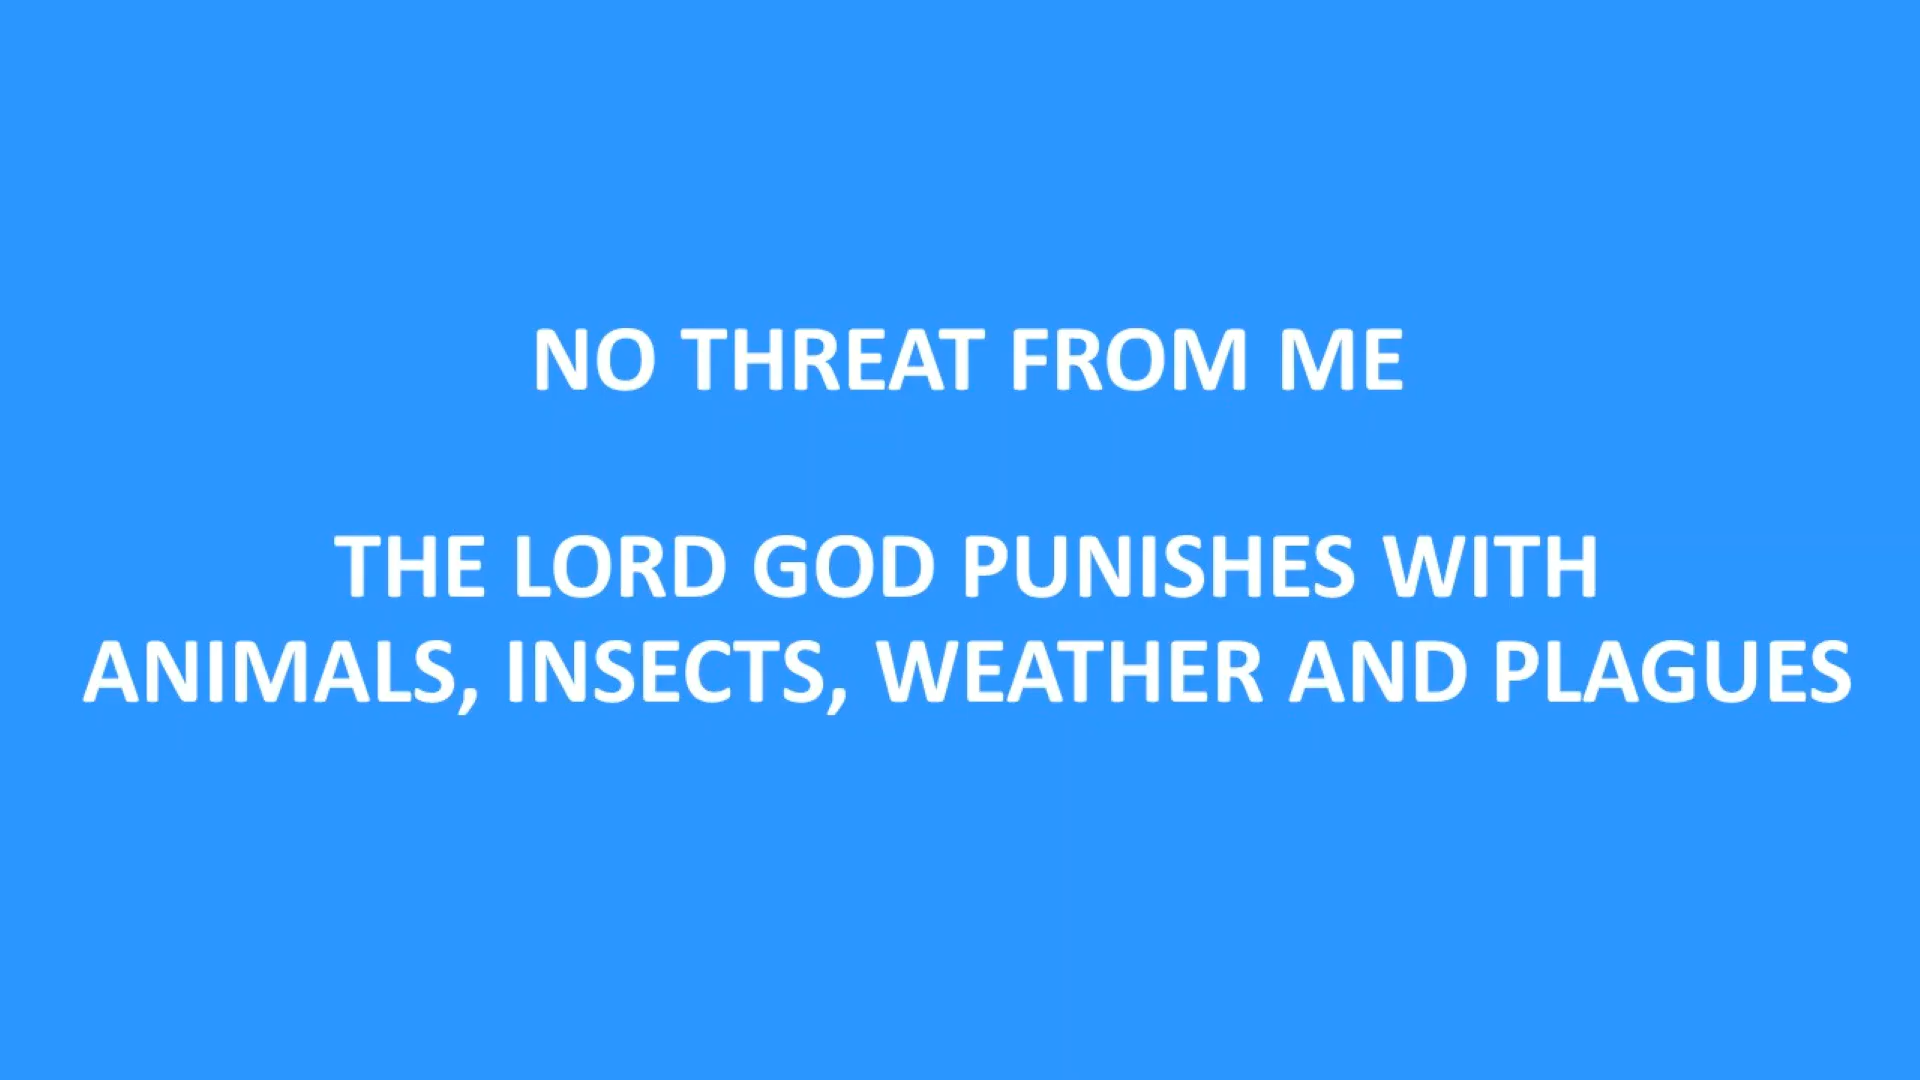 NO THREAT FROM ME
THE LORD GOD PUNISHES WITH
ANIMALS, INSECTS, WEATHER AND PLAGUES